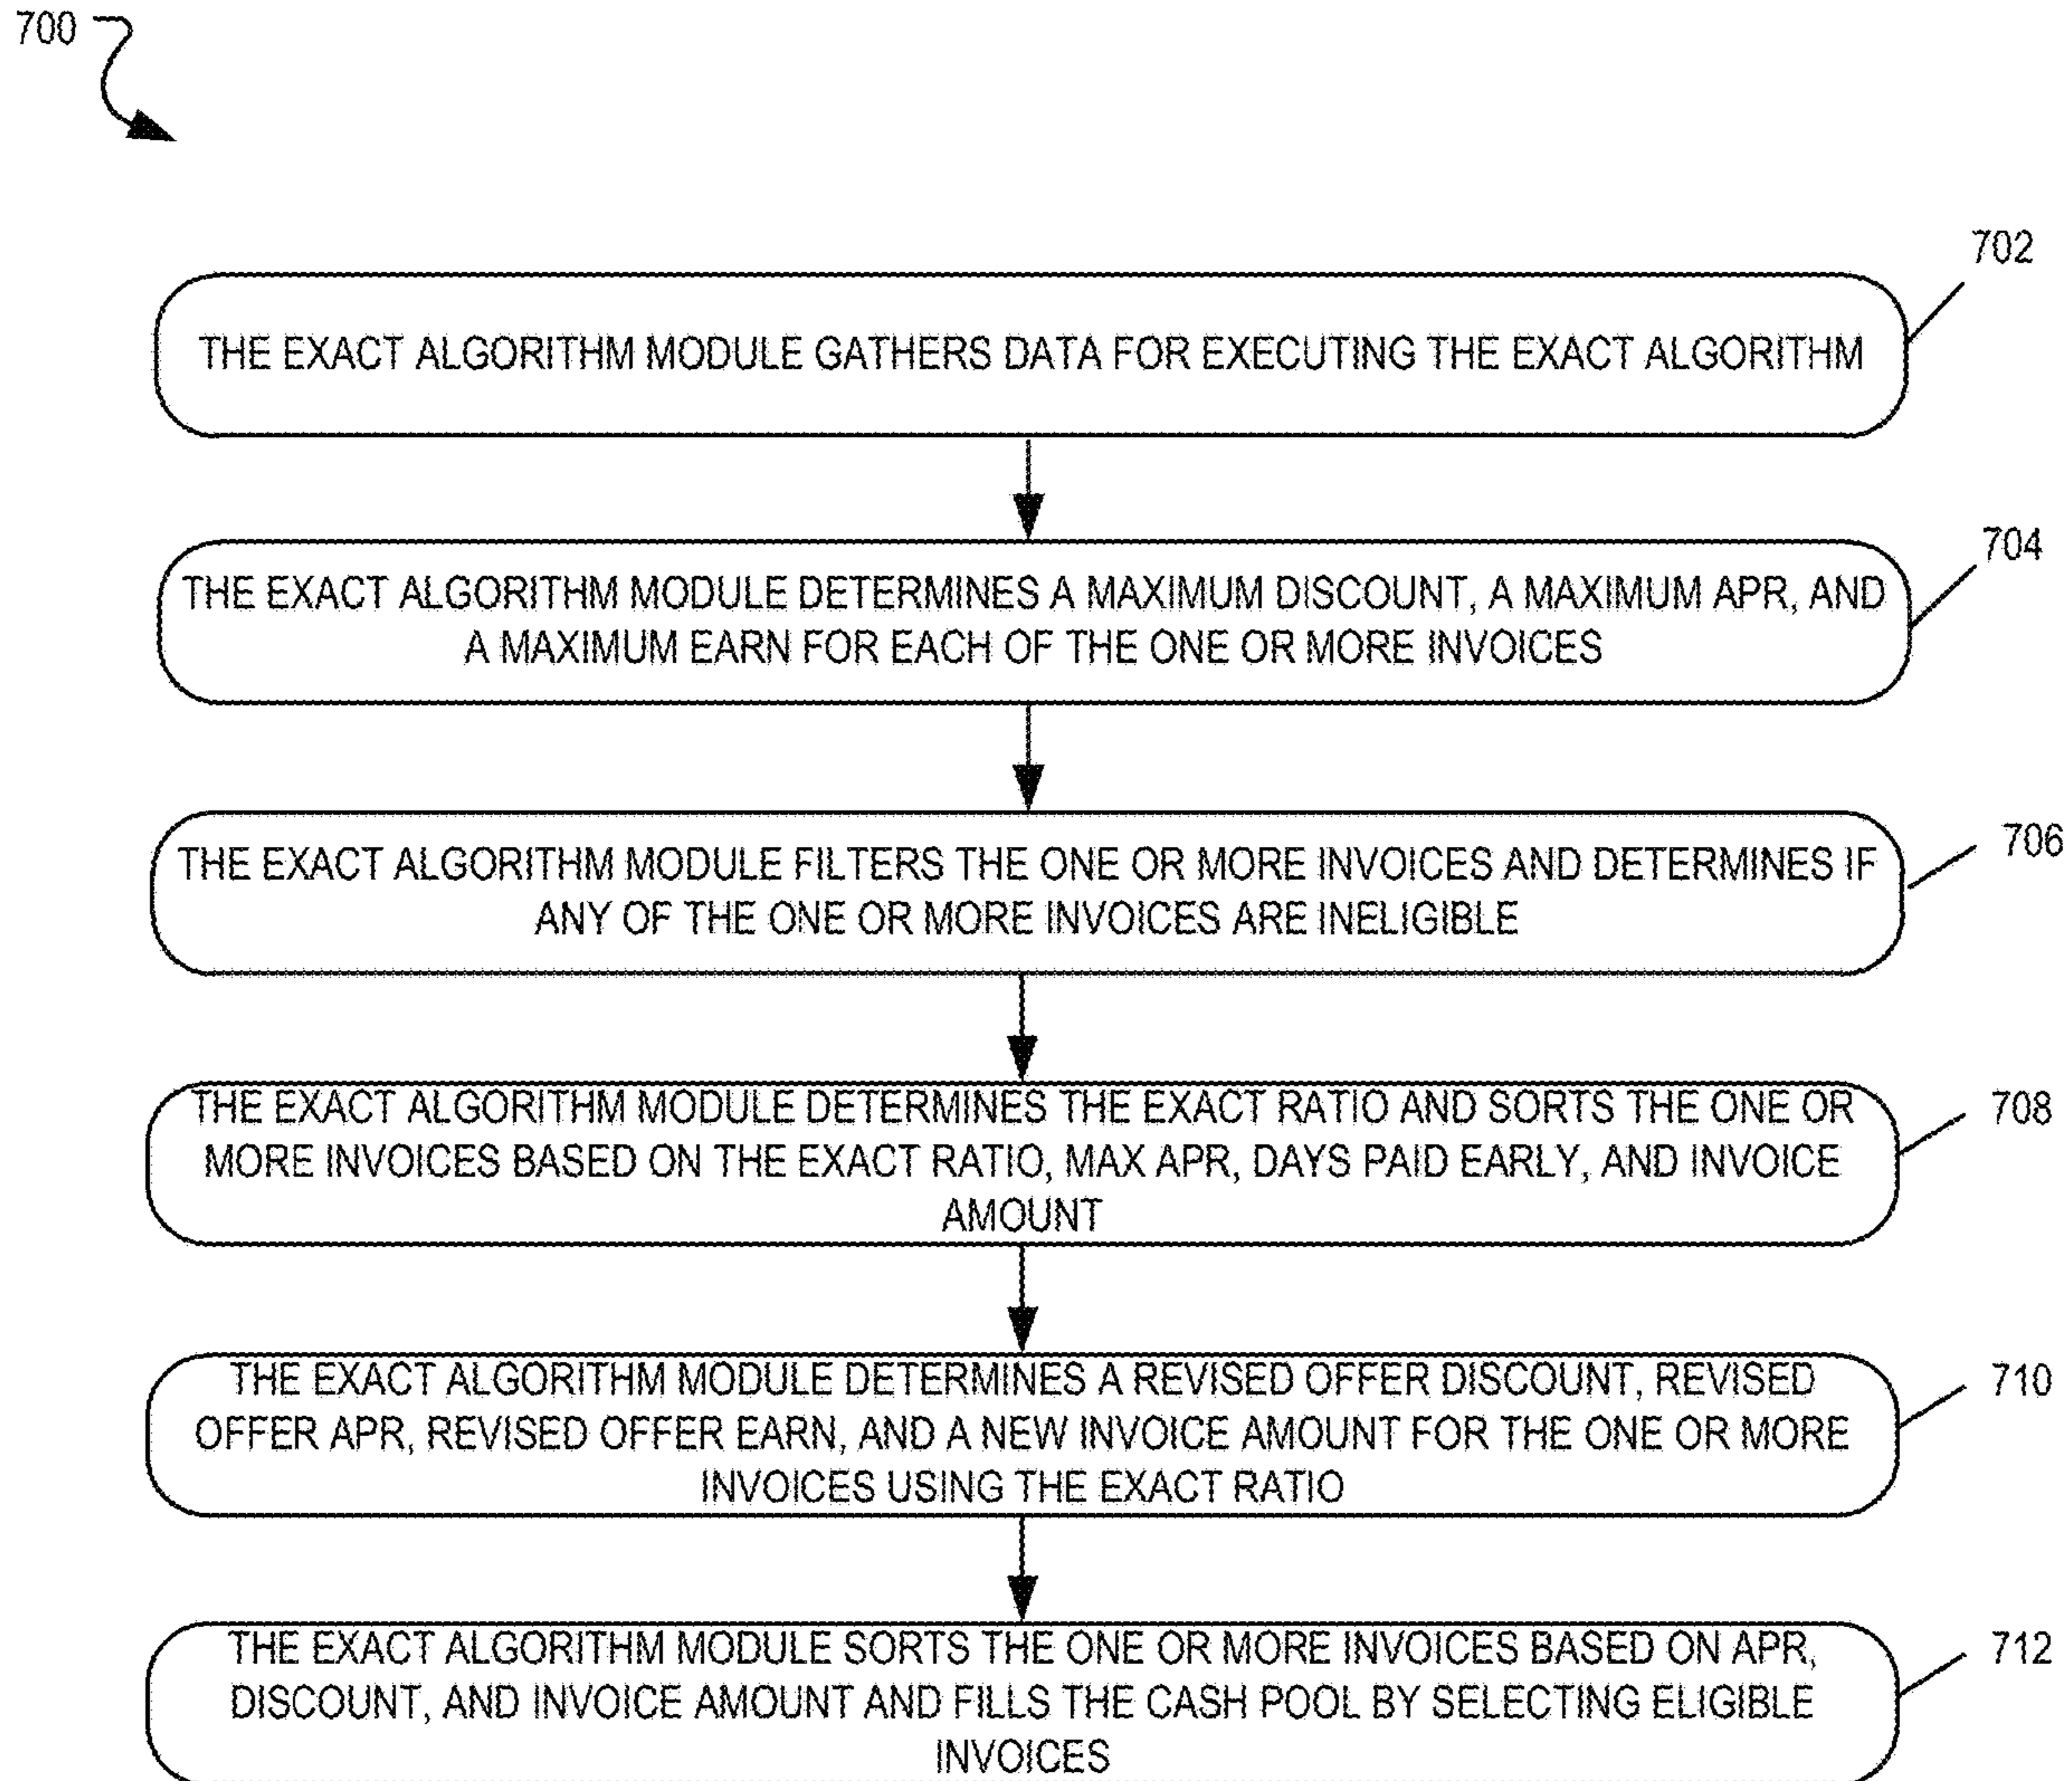 700
702
THE EXACT ALGORITHM MODULE GATHERS DATA FOR EXECUTING THE EXACT ALGORITHM
704
THE EXACT ALGORITHM MODULE DETERMINES A MAXIMUM DISCOUNT, A MAXIMUM APR, AND
A MAXIMUM EARN FOR EACH OF THE ONE OR MORE INVOICES
706
THE EXACT ALGORITHM MODULE FILTERS THE ONE OR MORE INVOICES AND DETERMINES IF
ANY OF THE ONE OR MORE INVOICES ARE INELIGIBLE
708
THE EXACT ALGORITHM MODULE DETERMINES THE EXACT RATIO AND SORTS THE ONE OR
MORE INVOICES BASED ON THE EXACT RATIO, MAX APR, DAYS PAID EARLY, AND INVOICE
AMOUNT
710
THE EXACT ALGORITHM MODULE DETERMINES A REVISED OFFER DISCOUNT, REVISED
OFFER APR, REVISED OFFER EARN, AND A NEW INVOICE AMOUNT FOR THE ONE OR MORE
INVOICES USING THE EXACT RATIO
712
THE EXACT ALGORITHM MODULE SORTS THE ONE OR MORE INVOICES BASED ON APR,
DISCOUNT, AND INVOICE AMOUNT AND FILLS THE CASH POOL BY SELECTING ELIGIBLE
INVOICES